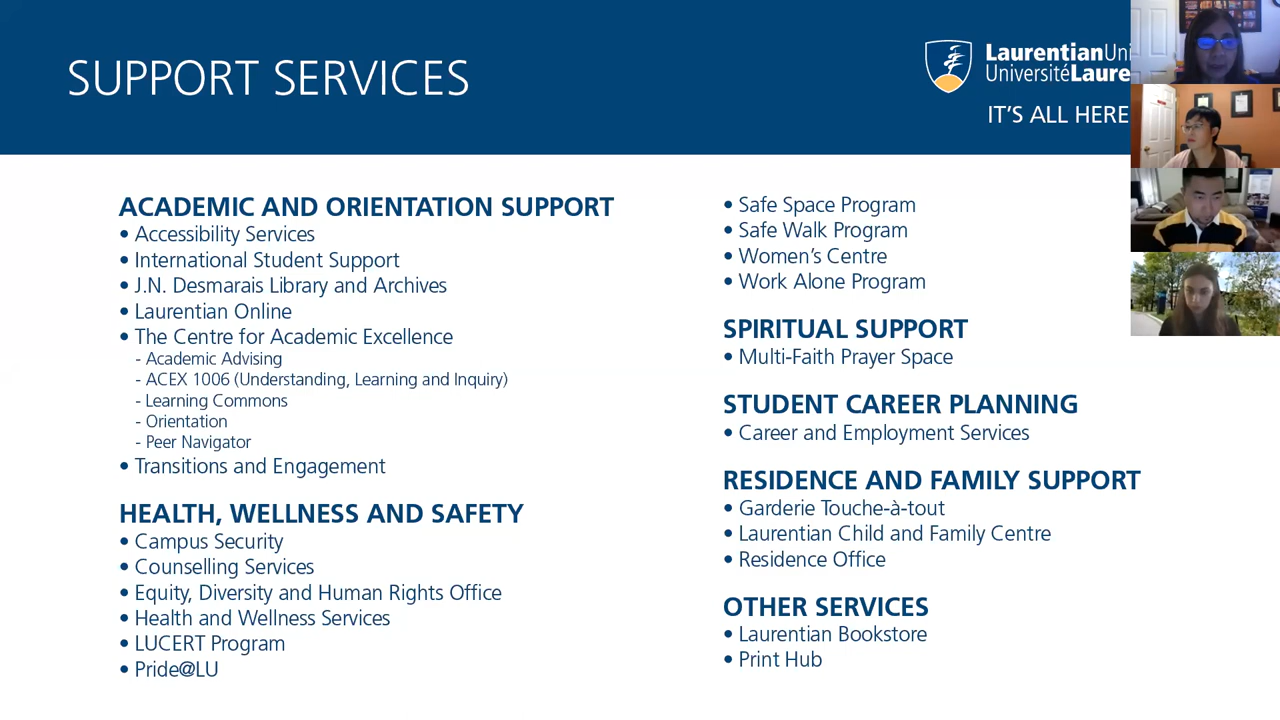 SUPPORT SERVICES
LaurentianUni
UniversitéLaure
IT'S ALL HERE
ACADEMIC AND ORIENTATION SUPPORT
• Accessibility Services
• International Student Support
• J.N. Desmarais Library and Archives
• Laurentian Online
• The Centre for Academic Excellence
- Academic Advising
- ACEX 1006 (Understanding, Learning and Inquiry)
- Learning Commons
- Orientation
- Peer Navigator
• Transitions and Engagement
HEALTH, WELLNESS AND SAFETY
• Campus Security
• Counselling Services
• Equity, Diversity and Human Rights Office
• Health and Wellness Services
• LUCERT Program
• Pride@LU
• Safe Space Program
• Safe Walk Program
• Women's Centre
• Work Alone Program
SPIRITUAL SUPPORT
• Multi-Faith Prayer Space
STUDENT CAREER PLANNING
• Career and Employment Services
RESIDENCE AND FAMILY SUPPORT
• Garderie Touche-à-tout
• Laurentian Child and Family Centre
• Residence Office
OTHER SERVICES
• Laurentian Bookstore
• Print Hub